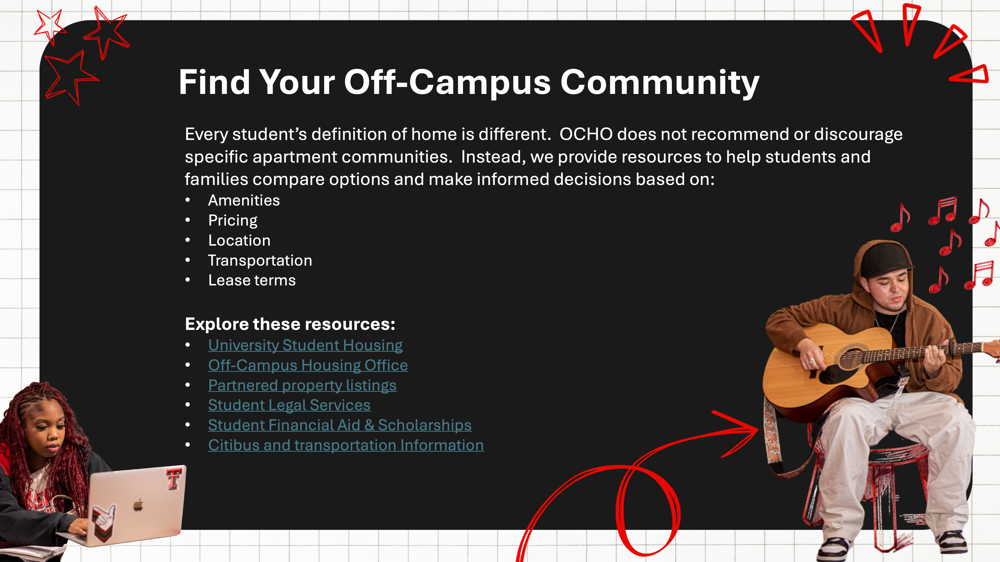 Find Your Off-Campus Community
Every student’s definition of home is different.  OCHO does not recommend or discourage
specific apartment communities.  Instead, we provide resources to help students and
families compare options and make informed decisions based on:
• Amenities
• Pricing
• Location
• Transportation
• Lease terms
Explore these resources:
• University Student Housing
• Off-Campus Housing Office
• Partnered property listings
• Student Legal Services
• Student Financial Aid & Scholarships
• Citibus and transportation Information